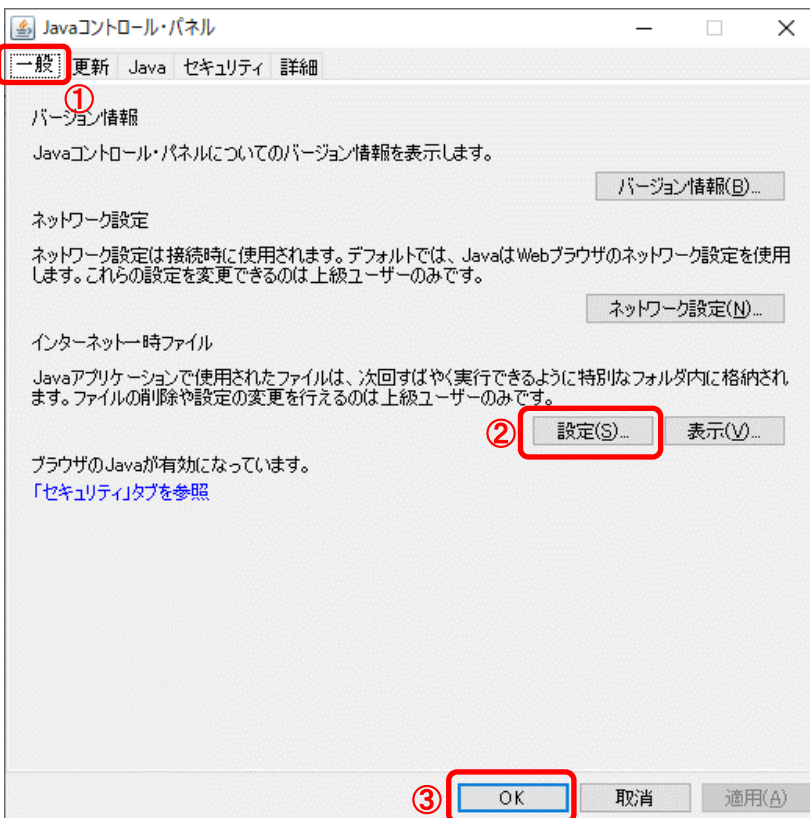 Javaコントロール・パネル
一般 更新 Java セキュリティ 詳細
①
バージョン情報
Javaコントロール・パネルについてのバージョン情報を表示します。
バージョン情報(B)...
ネットワーク設定
ネットワーク設定は接続時に使用されます。デフォルトでは、JavaはWebブラウザのネットワーク設定を使用
します。これらの設定を変更できるのは上級ユーザーのみです。
ネットワーク設定(N)...
インターネット一時ファイル
Javaアプリケーションで使用されたファイルは、次回すばやく実行できるように特別なフォルダ内に格納され
ます。ファイルの削除や設定の変更を行えるのは上級ユーザーのみです。
② 設定(S)... 表示(V)...
ブラウザのJavaが有効になっています。
「セキュリティ」タブを参照
③ OK 取消 適用(A)